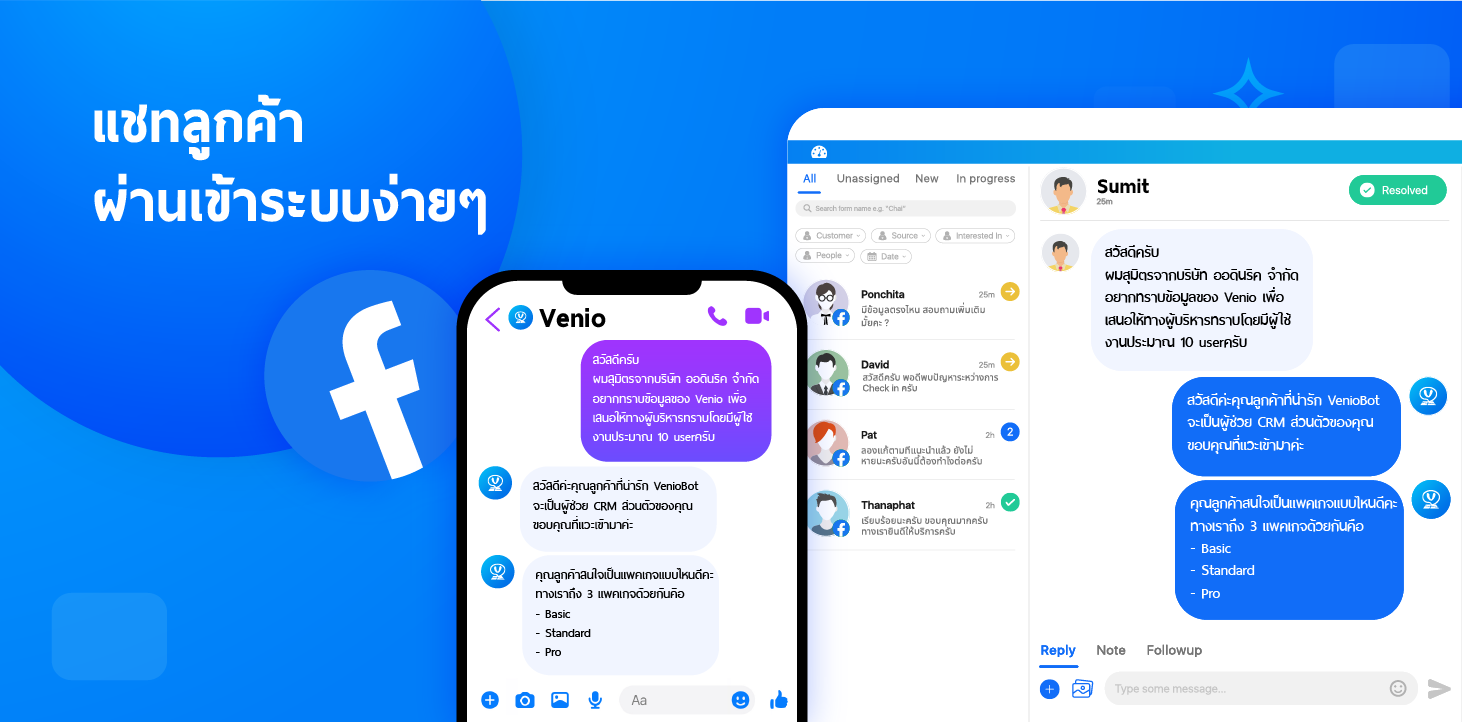 แชทลูกค้า
ผ่านเข้าระบบง่ายๆ
Venio
สวัสดีครับ
ผมสุมิตรจากบริษัท ออดินริค จำกัด
อยากทราบข้อมูลของ Venio เพื่อ
เสนอให้ทางผู้บริหารทราบโดยมีผู้ใช้
งานประมาณ 10 userครับ
สวัสดีค่ะคุณลูกค้าที่น่ารัก VenioBot
จะเป็นผู้ช่วย CRM ส่วนตัวของคุณ
ขอบคุณที่แวะเข้ามาค่ะ
คุณลูกค้าสนใจเป็นแพคเกจแบบไหนดีคะ
ทางเราถึง 3 แพคเกจด้วยกันคือ
- Basic
- Standard
- Pro
Aa
All Unassigned New In progress
Search form name e.g. "Chai"
Customer Source Interested In
People Date
Ponchita 25m
มีข้อมูลตรงไหน สอบถามเพิ่มเติม
มั้ยคะ ?
David 25m
สวัสดีครับ พอดีพบปัญหาระหว่างการ
Check in ครับ
Pat 2h 2
ลองแก้ตามที่แนะนำแล้ว ยังไม่
หายนะครับอันนี้ต้องทำไงต่อครับ
Thanaphat 2h
เรียบร้อยนะครับ ขอบคุณมากครับ
ทางเรายินดีให้บริการครับ
Sumit
25m
Resolved
สวัสดีครับ
ผมสุมิตรจากบริษัท ออดินริค จำกัด
อยากทราบข้อมูลของ Venio เพื่อ
เสนอให้ทางผู้บริหารทราบโดยมีผู้ใช้
งานประมาณ 10 userครับ
สวัสดีค่ะคุณลูกค้าที่น่ารัก VenioBot
จะเป็นผู้ช่วย CRM ส่วนตัวของคุณ
ขอบคุณที่แวะเข้ามาค่ะ
คุณลูกค้าสนใจเป็นแพคเกจแบบไหนดีคะ
ทางเราถึง 3 แพคเกจด้วยกันคือ
- Basic
- Standard
- Pro
Reply Note Followup
Type some message...